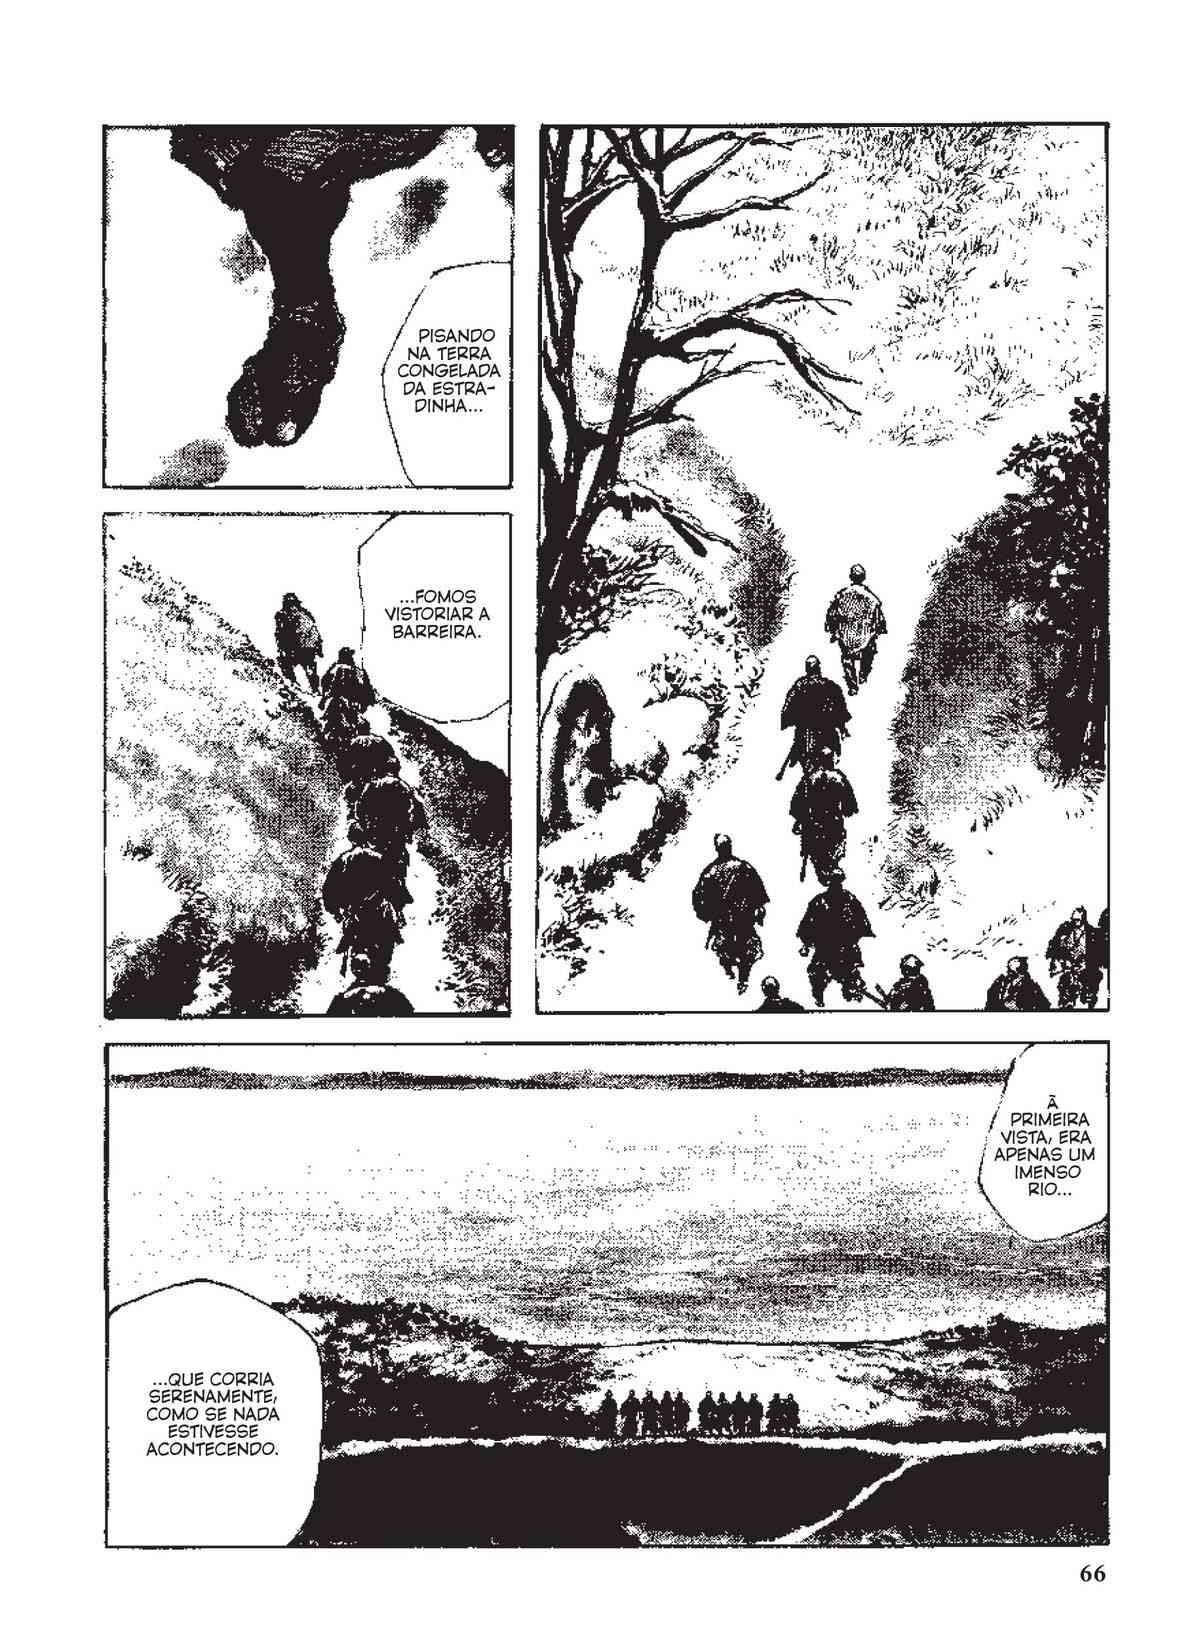 PISANDO
NA TERRA
CONGELADA
DA ESTRA-
DINHA...
...FOMOS
VISTORIAR A
BARREIRA.
Ã
PRIMEIRA
VISTA, ERA
APENAS UM
IMENSO
RIO...
...QUE CORRIA
SERENAMENTE,
COMO SE NADA
ESTIVESSE
ACONTECENDO.
66